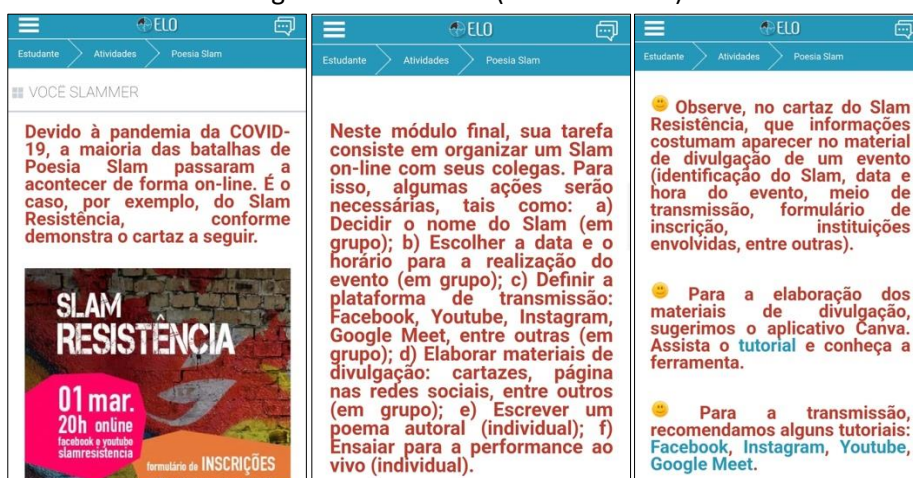 ELO
Estudante
Atividades
Poesia Slam
VOCÊ SLAMMER
Devido à pandemia da COVID-
19, a maioria das batalhas de
Poesia Slam passaram a
acontecer de forma on-line. É o
caso, por exemplo, do Slam
Resistência, conforme
demonstra o cartaz a seguir.
SLAM
RESISTÊNCIA
01 mar.
20h online
facebook e youtube
slamresistencia
formulário de INSCRIÇÕES
ELO
Estudante
Atividades
Poesia Slam
Neste módulo final, sua tarefa
consiste em organizar um Slam
on-line com seus colegas. Para
isso, algumas ações serão
necessárias, tais como: a)
Decidir o nome do Slam (em
grupo); b) Escolher a data e o
horário para a realização do
evento (em grupo); c) Definir a
plataforma de transmissão:
Facebook, Youtube, Instagram,
Google Meet, entre outras (em
grupo); d) Elaborar materiais de
divulgação: cartazes, página
nas redes sociais, entre outros
(em grupo); e) Escrever um
poema autoral (individual); f)
Ensaiar para a performance ao
vivo (individual).
ELO
Estudante
Atividades
Poesia Slam
Observe, no cartaz do Slam
Resistência, que informações
costumam aparecer no material
de divulgação de um evento
(identificação do Slam, data e
hora do evento, meio de
transmissão, formulário de
inscrição, instituições
envolvidas, entre outras).
Para a elaboração dos
materiais de divulgação,
sugerimos o aplicativo Canva.
Assista o tutorial e conheça a
ferramenta.
Para a transmissão,
recomendamos alguns tutoriais:
Facebook, Instagram, Youtube,
Google Meet.